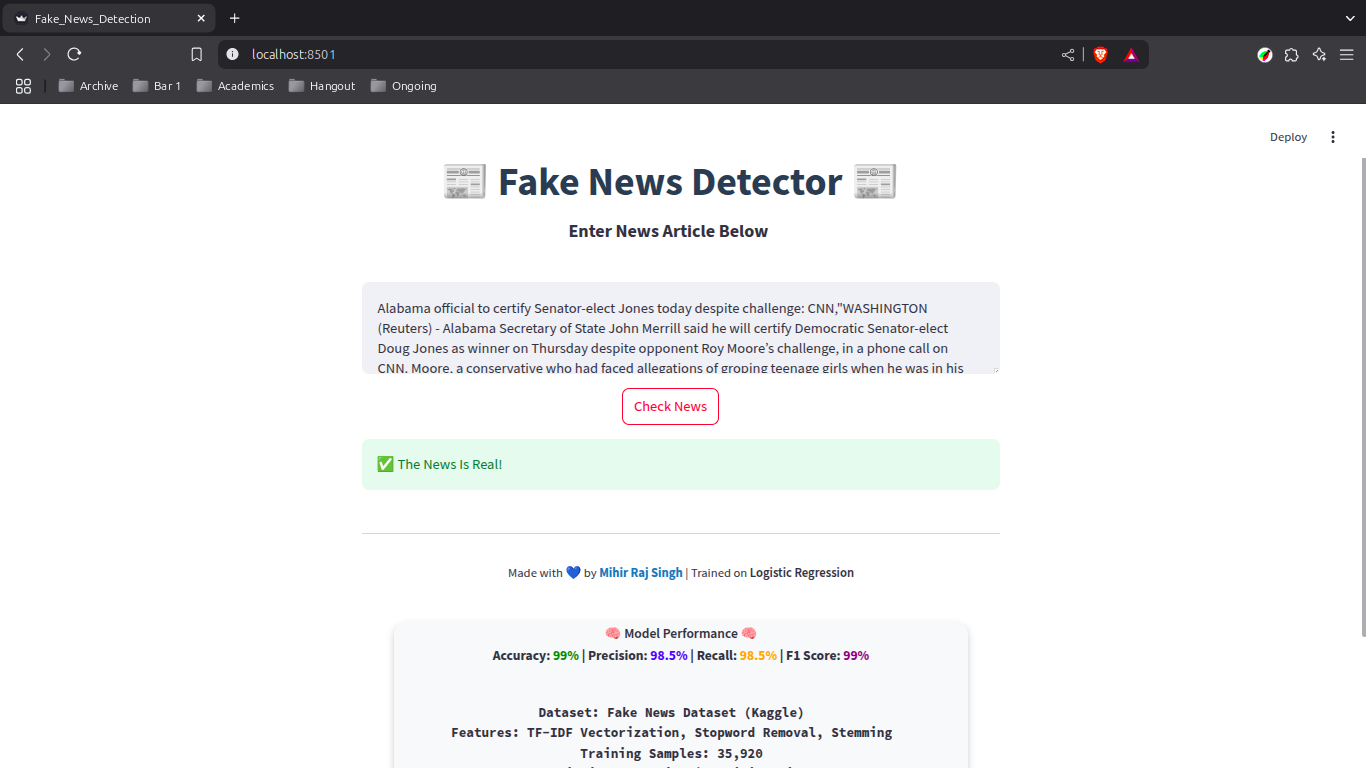 Fake_News_Detection
localhost:8501
Archive Bar 1 Academics Hangout Ongoing
Deploy
📰 Fake News Detector 📰
Enter News Article Below
Alabama official to certify Senator-elect Jones today despite challenge: CNN,"WASHINGTON
(Reuters) - Alabama Secretary of State John Merrill said he will certify Democratic Senator-elect
Doug Jones as winner on Thursday despite opponent Roy Moore’s challenge, in a phone call on
CNN. Moore, a conservative who had faced allegations of groping teenage girls when he was in his
Check News
✅ The News Is Real!
Made with 💙 by Mihir Raj Singh | Trained on Logistic Regression
🧠 Model Performance 🧠
Accuracy: 99% | Precision: 98.5% | Recall: 98.5% | F1 Score: 99%
Dataset: Fake News Dataset (Kaggle)
Features: TF-IDF Vectorization, Stopword Removal, Stemming
Training Samples: 35,920